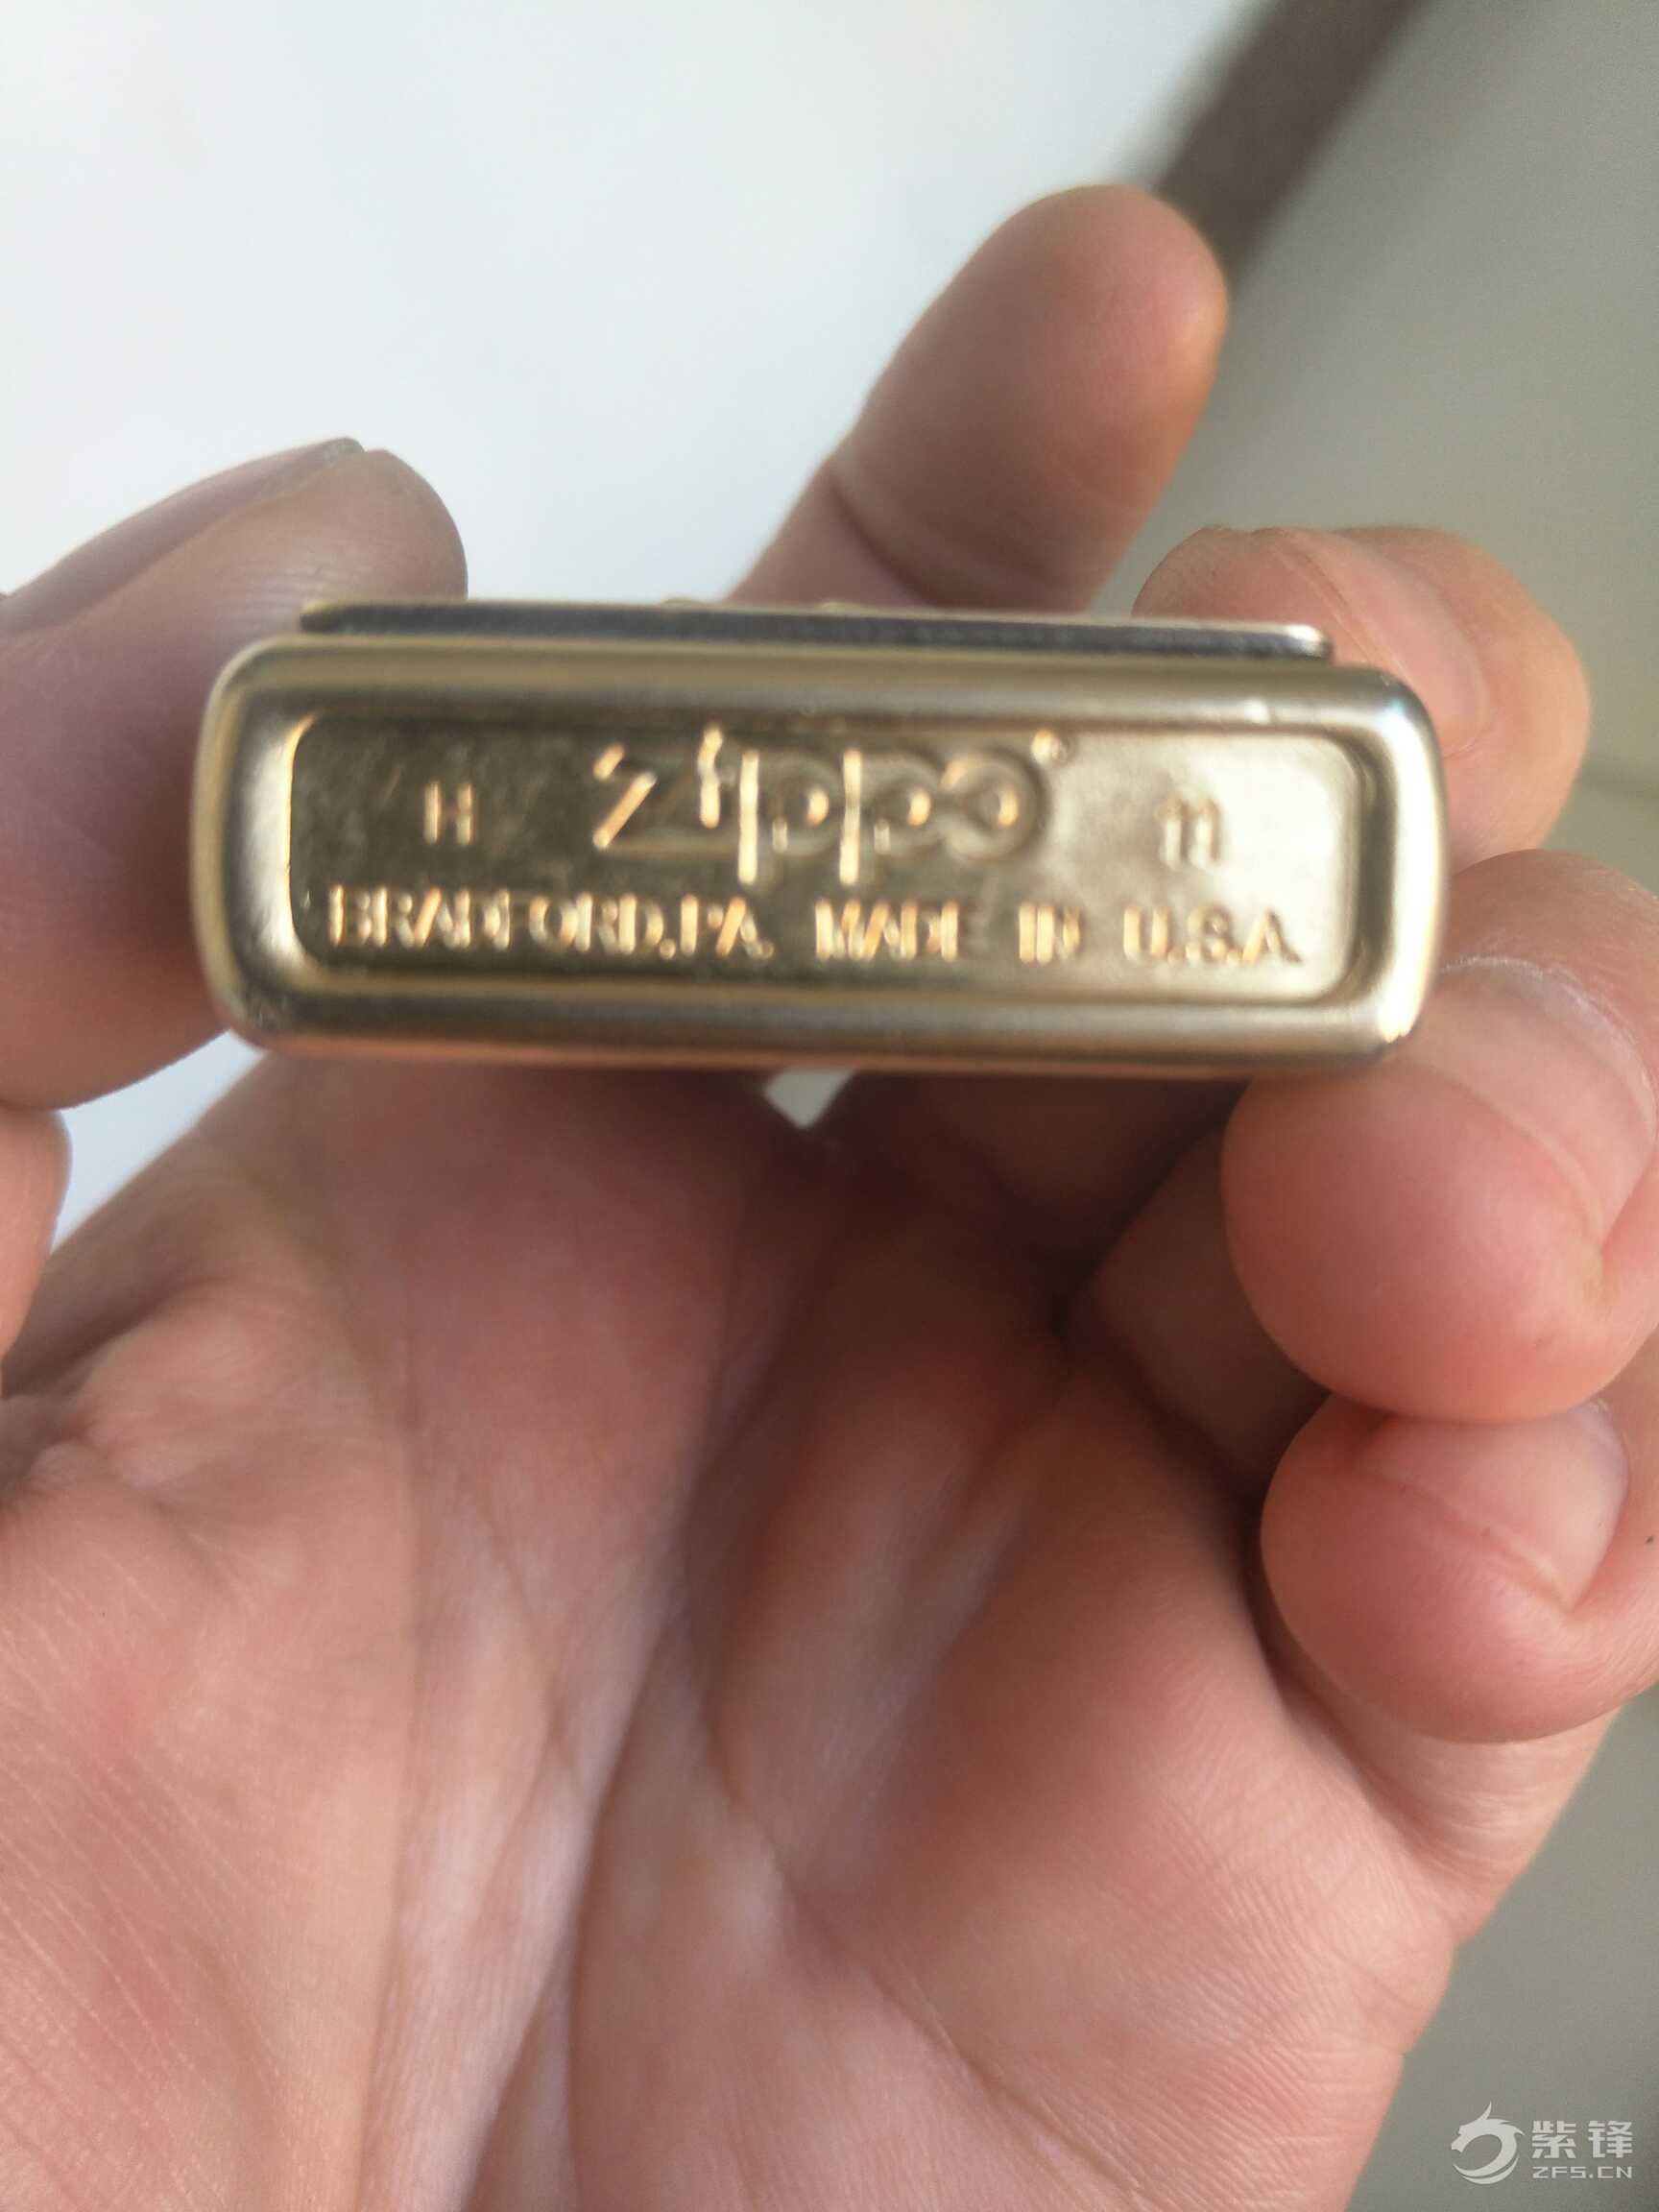 H zippo® 11
BRADFORD,PA. MADE IN U.S.A.
紫锋
ZFS.CN